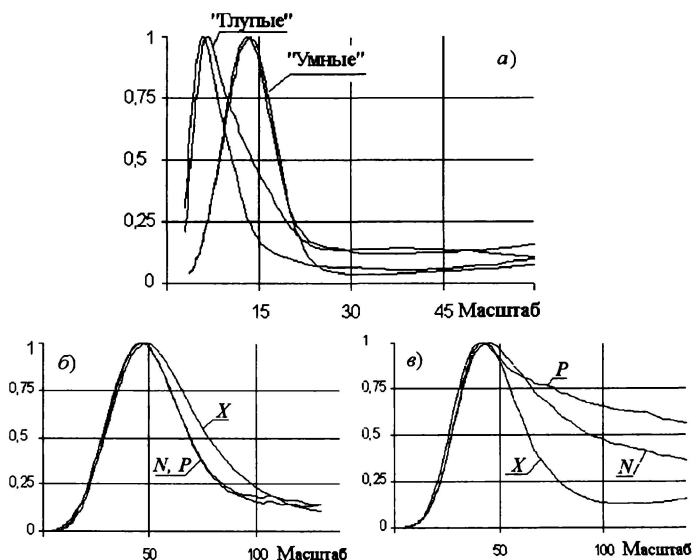 "Глупые"
1
"Умные"
а)
0,75
0,5
0,25
0
15
30
45 Масштаб
1
б)
0,75
X
0,5
N, P
0,25
0
50
100
Масштаб
1
в)
P
0,75
0,5
X
N
0,25
0
50
100
Масштаб